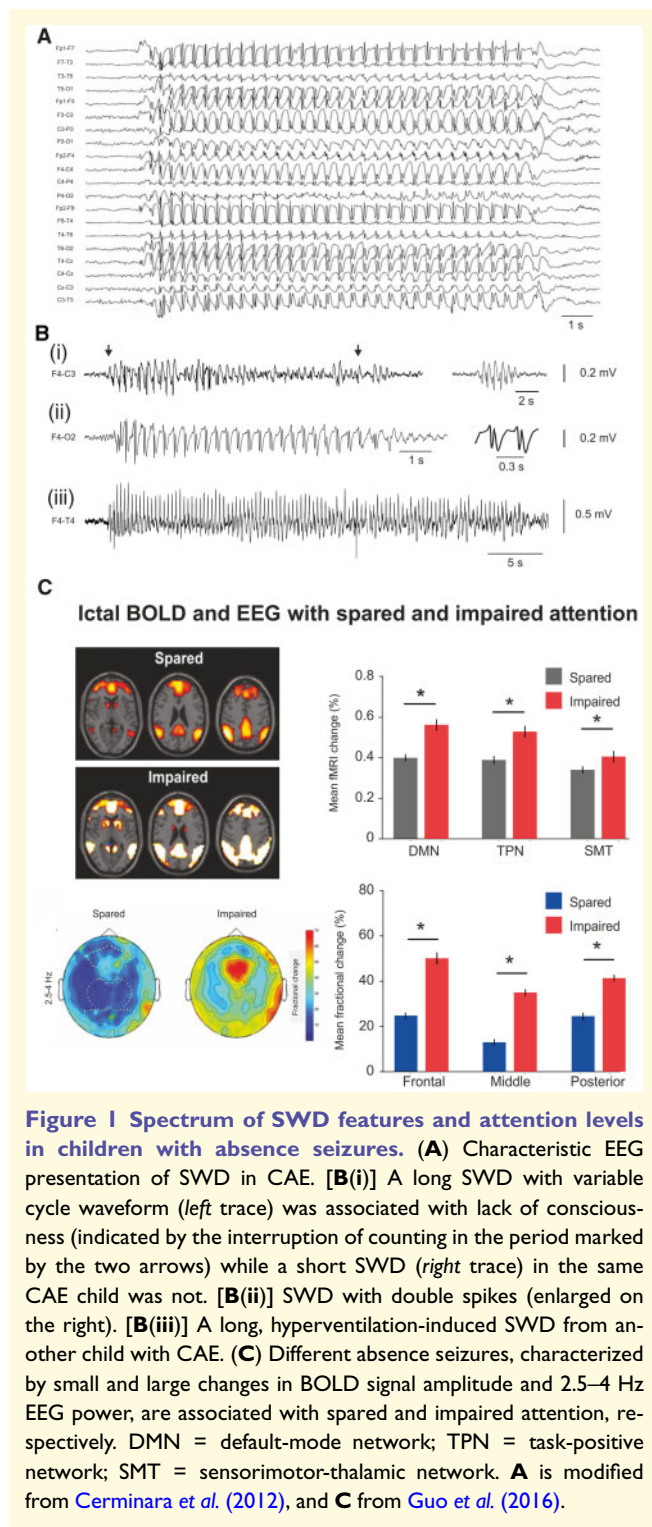 A
Fp1-F7
F7-T3
T3-T5
T5-O1
Fp1-F3
F3-C3
C3-P3
P3-O1
Fp2-F4
F4-C4
C4-P4
P4-O2
Fp2-F8
F8-T4
T4-T6
T6-O2
T4-Cz
C4-Cz
Cz-C3
C3-T3
1 s
B
(i)
F4-C3
0.2 mV
2 s
(ii)
F4-O2
0.2 mV
1 s
0.3 s
(iii)
F4-T4
0.5 mV
5 s
C
Ictal BOLD and EEG with spared and impaired attention
Spared
Impaired
Mean fMRI change (%)
0.8
0.6
0.4
0.2
0
* * *
Spared
Impaired
DMN TPN SMT
Spared Impaired
2.5-4 Hz
Fractional change
Mean fractional change (%)
80
60
40
20
0
* * *
Spared
Impaired
Frontal Middle Posterior
Figure 1 Spectrum of SWD features and attention levels
in children with absence seizures. (A) Characteristic EEG
presentation of SWD in CAE. [B(i)] A long SWD with variable
cycle waveform (left trace) was associated with lack of conscious-
ness (indicated by the interruption of counting in the period marked
by the two arrows) while a short SWD (right trace) in the same
CAE child was not. [B(ii)] SWD with double spikes (enlarged on
the right). [B(iii)] A long, hyperventilation-induced SWD from an-
other child with CAE. (C) Different absence seizures, characterized
by small and large changes in BOLD signal amplitude and 2.5–4 Hz
EEG power, are associated with spared and impaired attention, re-
spectively. DMN = default-mode network; TPN = task-positive
network; SMT = sensorimotor-thalamic network. A is modified
from Cerminara et al. (2012), and C from Guo et al. (2016).